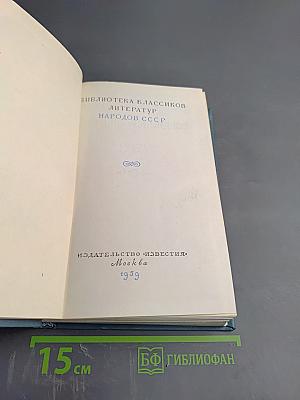 БИБЛИОТЕКА КЛАССИКОВ
ЛИТЕРАТУР
НАРОДОВ СССР
ИЗДАТЕЛЬСТВО «ИЗВЕСТИЯ»
Москва
1959
15 см
БФ БИБЛИОФАН